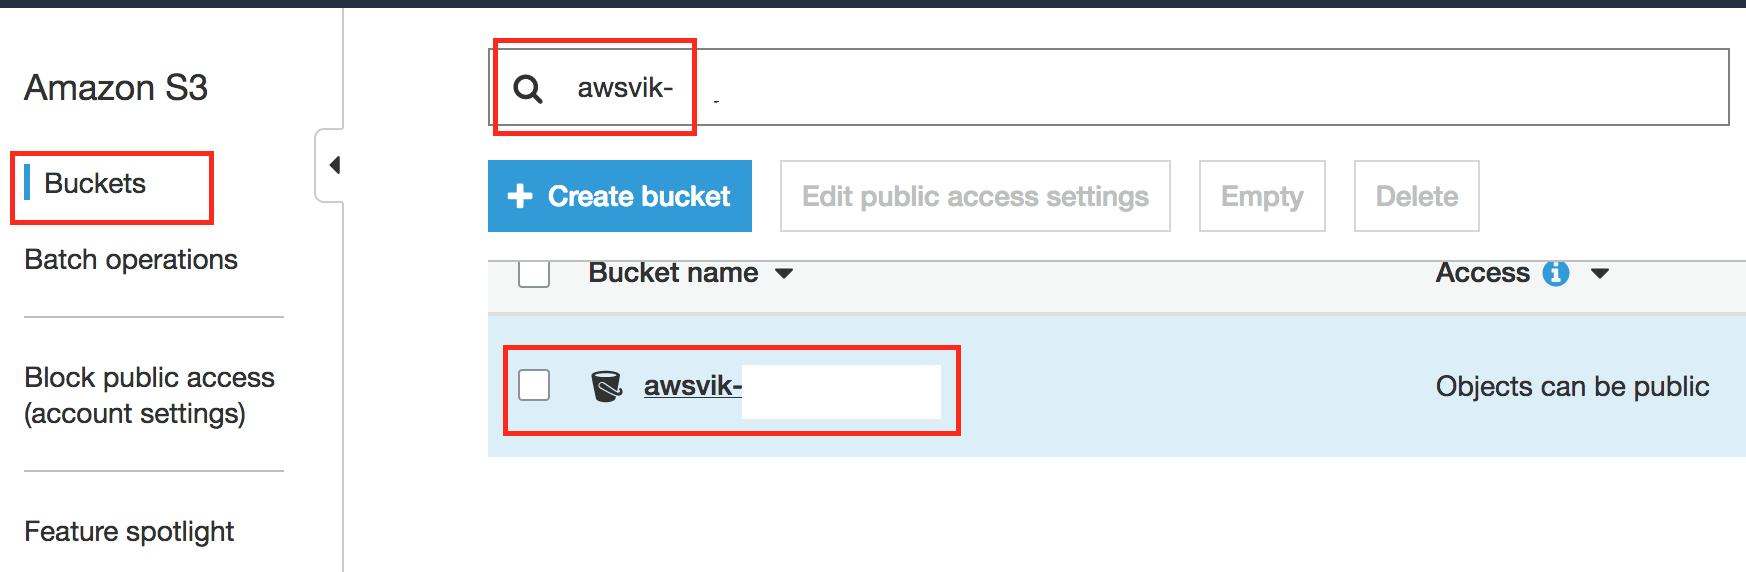 Amazon S3
Buckets
Batch operations
Block public access
(account settings)
Feature spotlight
awsvik-
Create bucket
Edit public access settings
Empty
Delete
Bucket name
Access
awsvik-
Objects can be public